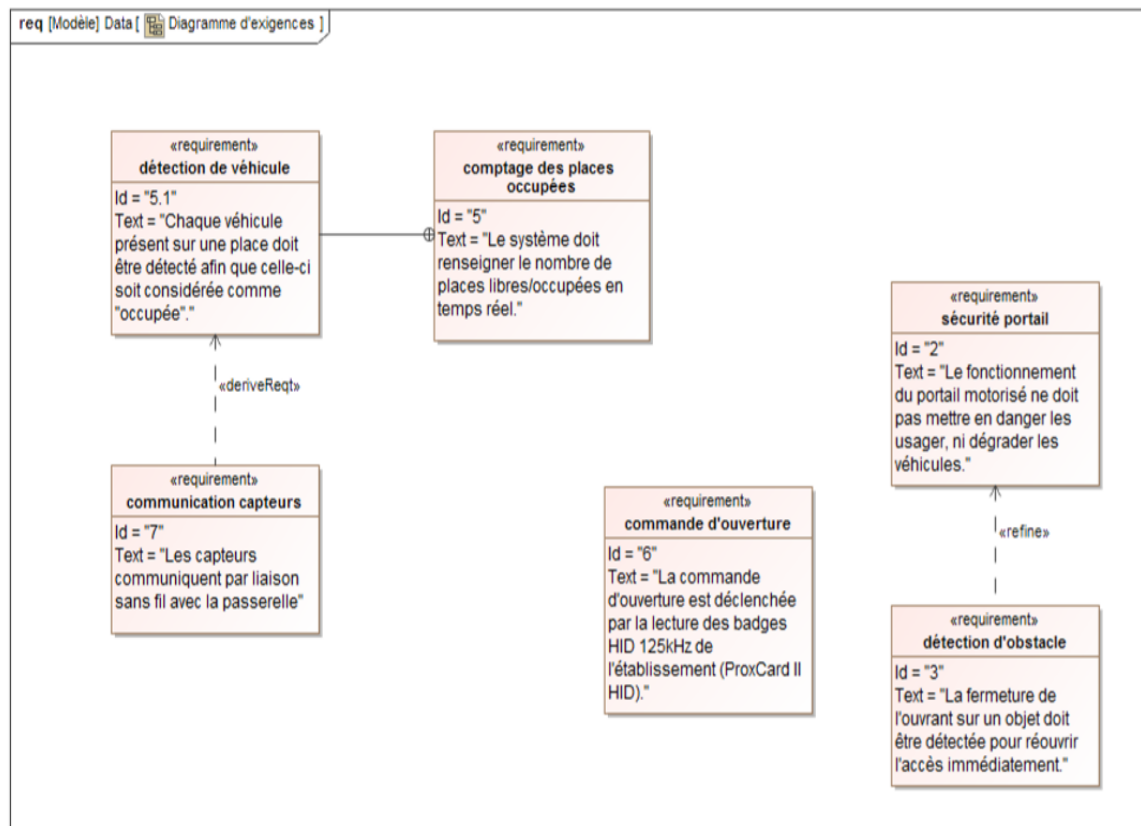 req [Modèle] Data [ Diagramme d'exigences ]
«requirement»
détection de véhicule
Id = "5.1"
Text = "Chaque véhicule
présent sur une place doit
être détecté afin que celle-ci
soit considérée comme
"occupée"."
«requirement»
comptage des places
occupées
Id = "5"
Text = "Le système doit
renseigner le nombre de
places libres/occupées en
temps réel."
«deriveReqt»
«requirement»
communication capteurs
Id = "7"
Text = "Les capteurs
communiquent par liaison
sans fil avec la passerelle"
«requirement»
commande d'ouverture
Id = "6"
Text = "La commande
d'ouverture est déclenchée
par la lecture des badges
HID 125kHz de
l'établissement (ProxCard II
HID)."
«requirement»
sécurité portail
Id = "2"
Text = "Le fonctionnement
du portail motorisé ne doit
pas mettre en danger les
usager, ni dégrader les
véhicules."
«refine»
«requirement»
détection d'obstacle
Id = "3"
Text = "La fermeture de
l'ouvrant sur un objet doit
être détectée pour réouvrir
l'accès immédiatement."